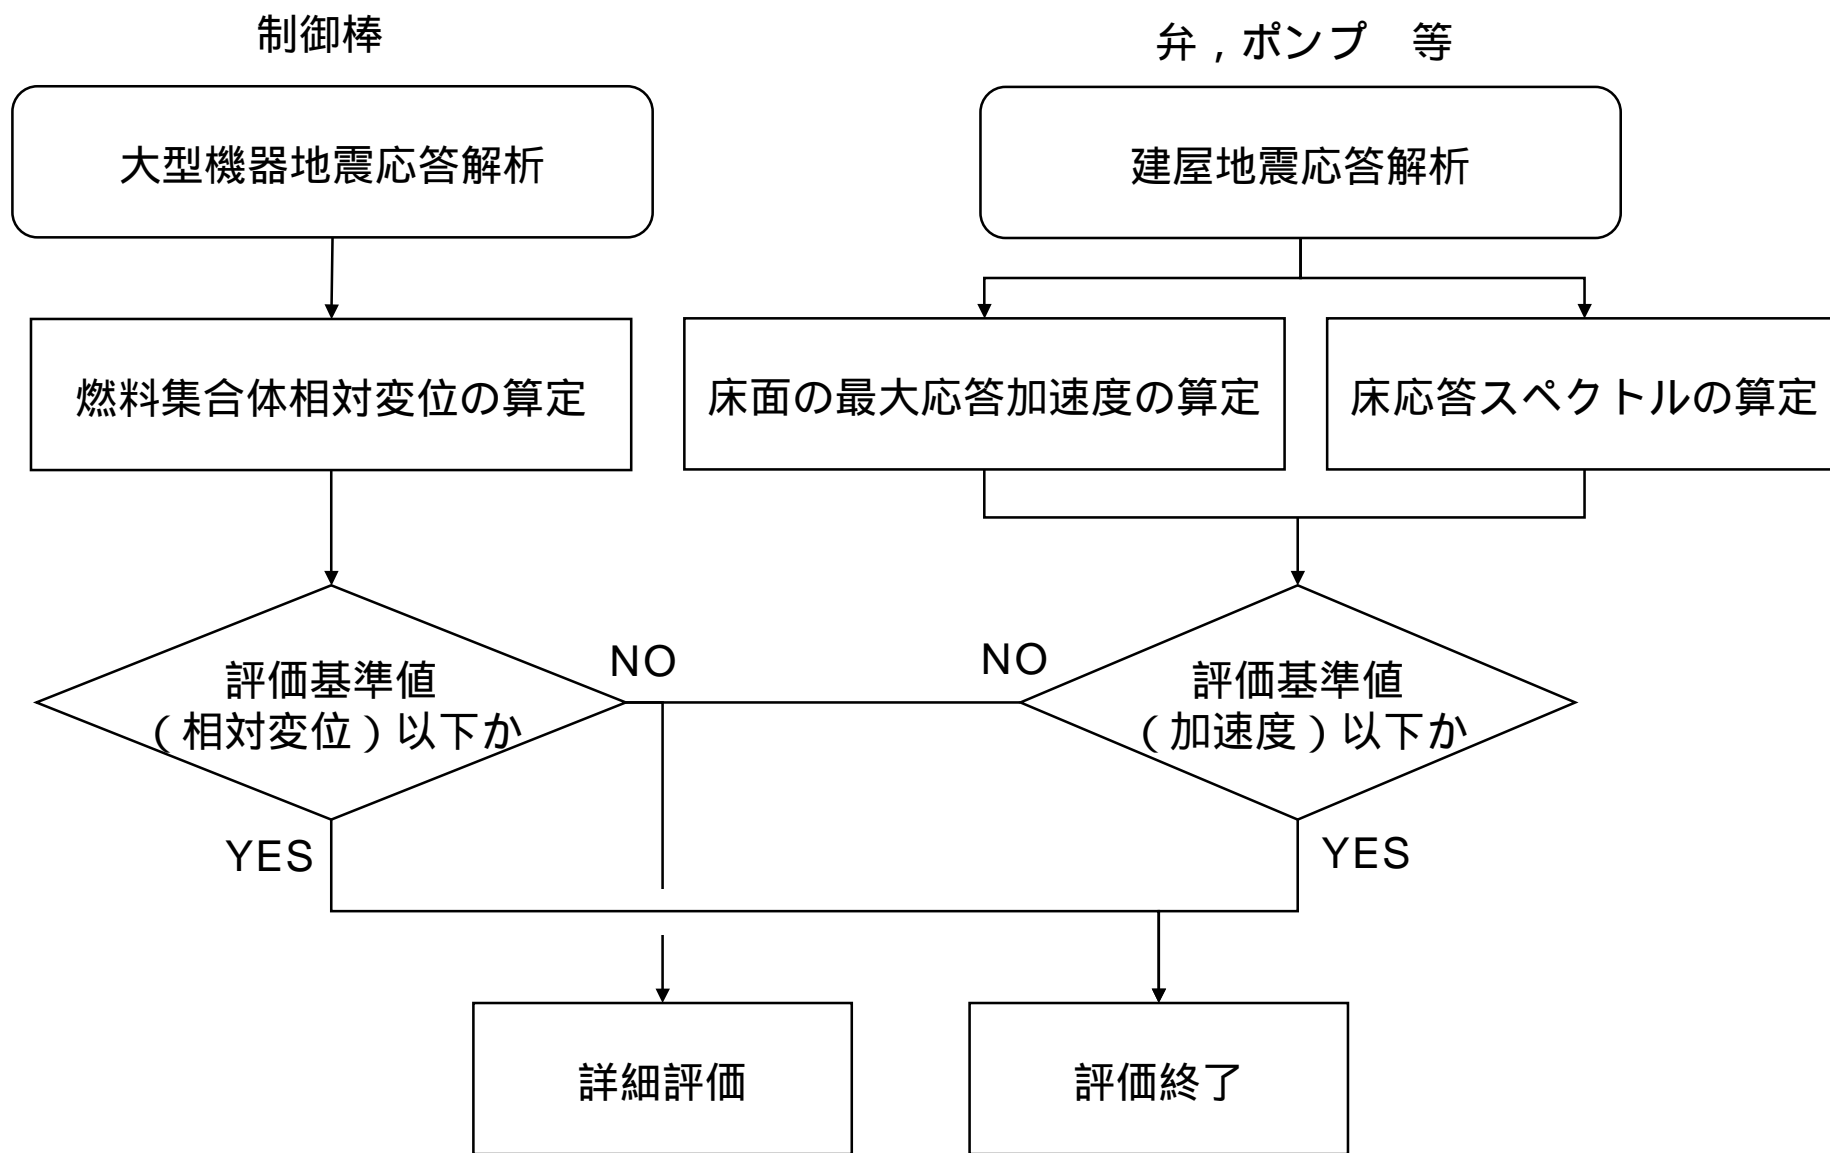 制御棒
弁，ポンプ　等
大型機器地震応答解析
建屋地震応答解析
燃料集合体相対変位の算定
床面の最大応答加速度の算定
床応答スペクトルの算定
評価基準値
（相対変位）以下か
NO
NO
評価基準値
（加速度）以下か
YES
YES
詳細評価
評価終了